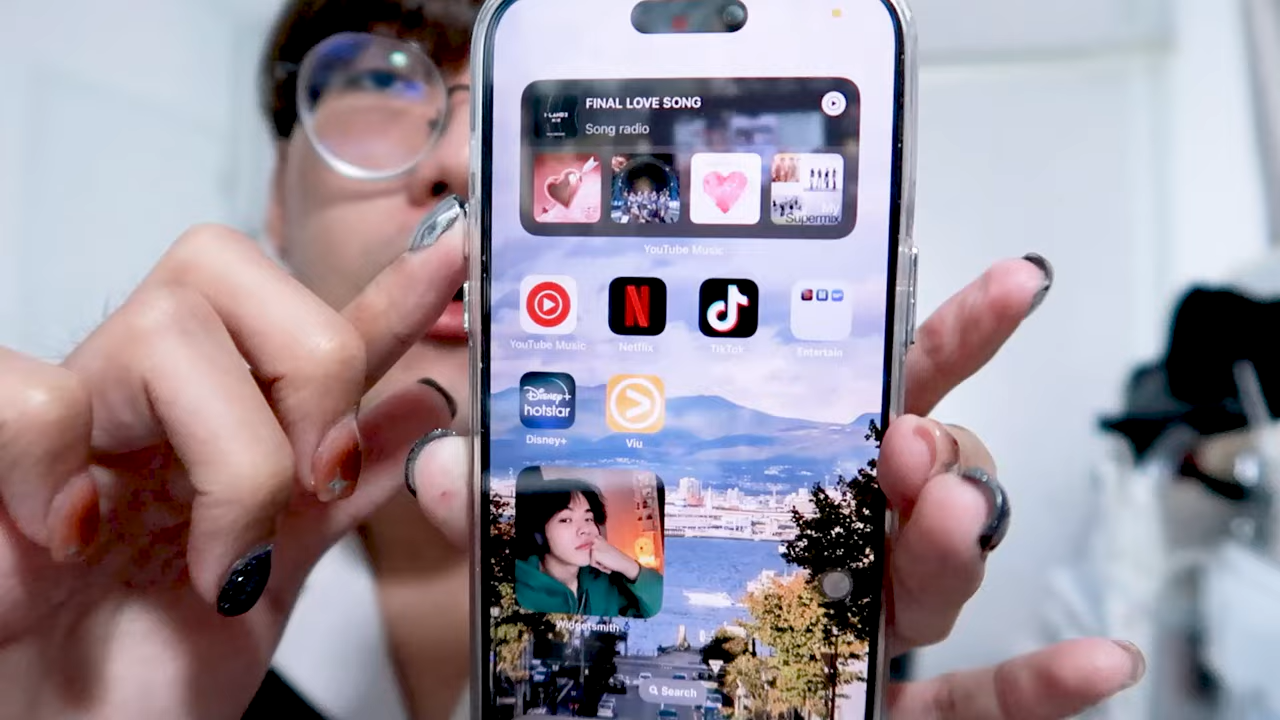 FINAL LOVE SONG
I-LAND2
Song radio
My
Supermix
YouTube Music
YouTube Music
Netflix
TikTok
Entertain
Disney+
hotstar
Disney+
Viu
Widgetsmith
Search